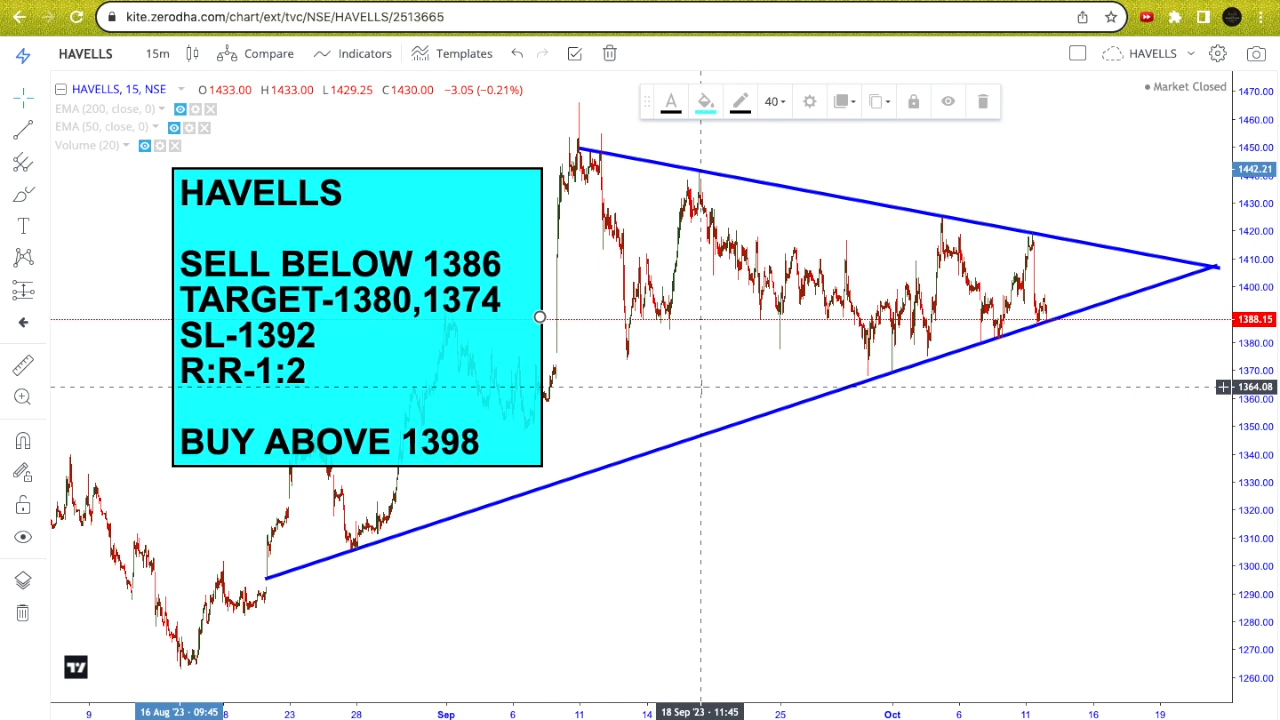 kite.zerodha.com/chart/ext/tvc/NSE/HAVELLS/2513665
HAVELLS 15m Compare Indicators Templates HAVELLS
HAVELLS, 15, NSE O1433.00 H1433.00 L1429.25 C1430.00 −3.05 (−0.21%)
EMA (200, close, 0)
EMA (50, close, 0)
Volume (20)
A 40
Market Closed
HAVELLS
SELL BELOW 1386
TARGET-1380,1374
SL-1392
R:R-1:2
BUY ABOVE 1398
1470.00
1460.00
1450.00
1442.21
1430.00
1420.00
1410.00
1400.00
1388.15
1380.00
1370.00
1364.08
1360.00
1350.00
1340.00
1330.00
1320.00
1310.00
1300.00
1290.00
1280.00
1270.00
1260.00
9 16 Aug '23 - 09:45 8 23 28 Sep 6 11 14 18 Sep '23 - 11:45 25 Oct 6 11 16 19